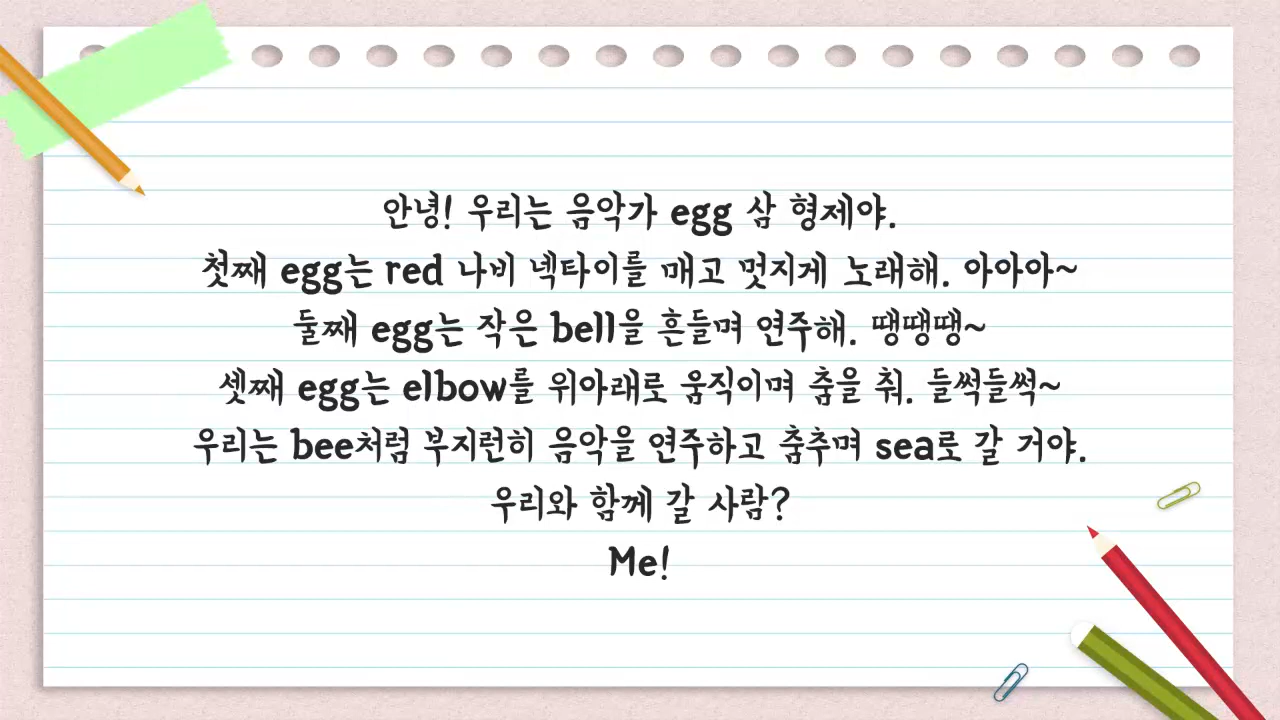 안녕! 우리는 음악가 egg 삼 형제야.
첫째 egg는 red 나비 넥타이를 매고 멋지게 노래해. 아아아~
둘째 egg는 작은 bell을 흔들며 연주해. 땡땡땡~
셋째 egg는 elbow를 위아래로 움직이며 춤을 춰. 들썩들썩~
우리는 bee처럼 부지런히 음악을 연주하고 춤추며 sea로 갈 거야.
우리와 함께 갈 사람?
Me!